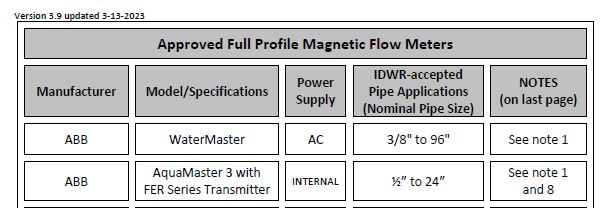 Version 3.9 updated 3-13-2023
Approved Full Profile Magnetic Flow Meters
Manufacturer
Model/Specifications
Power
Supply
IDWR-accepted
Pipe Applications
(Nominal Pipe Size)
NOTES
(on last page)
ABB
WaterMaster
AC
3/8" to 96"
See note 1
ABB
AquaMaster 3 with
FER Series Transmitter
INTERNAL
½” to 24”
See note 1
and 8